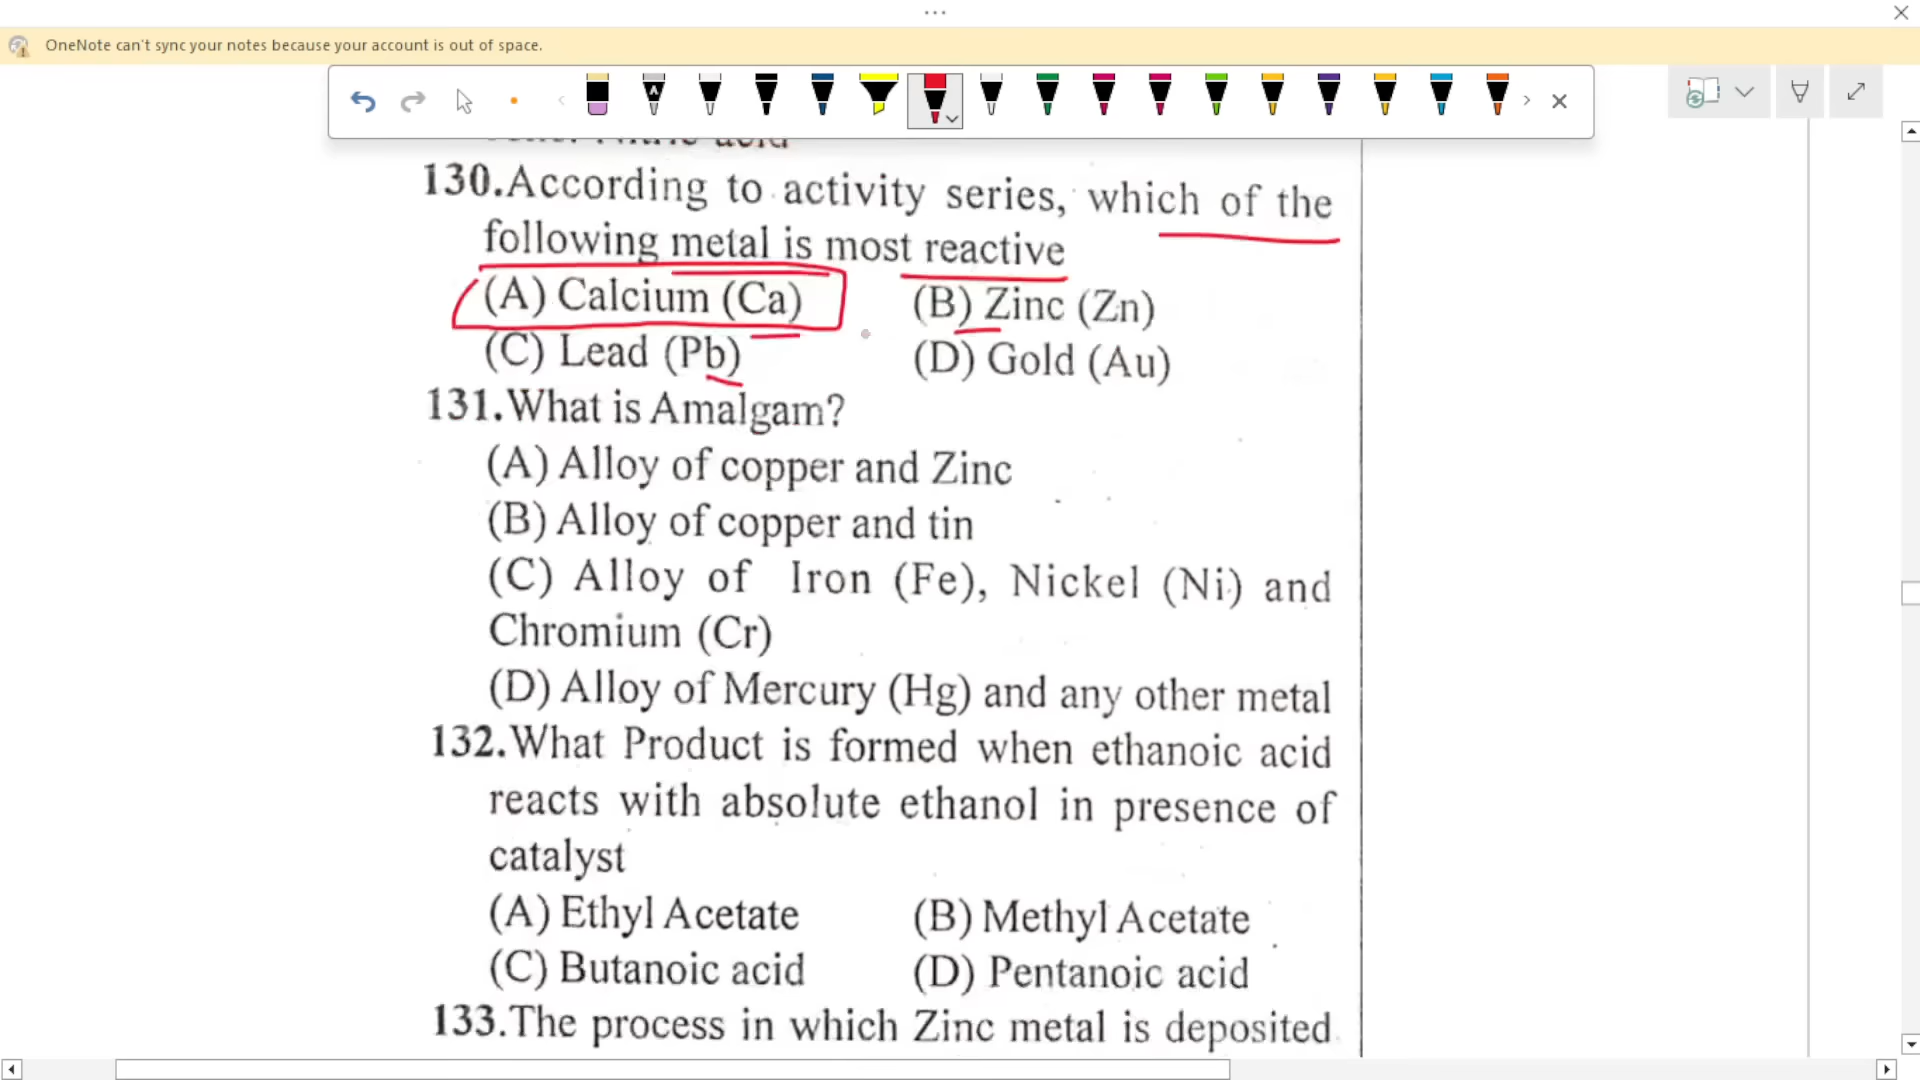 ...
OneNote can't sync your notes because your account is out of space.
130.According to activity series, which of the
following metal is most reactive
(A) Calcium (Ca) (B) Zinc (Zn)
(C) Lead (Pb) (D) Gold (Au)
131.What is Amalgam?
(A) Alloy of copper and Zinc
(B) Alloy of copper and tin
(C) Alloy of Iron (Fe), Nickel (Ni) and
Chromium (Cr)
(D) Alloy of Mercury (Hg) and any other metal
132.What Product is formed when ethanoic acid
reacts with absolute ethanol in presence of
catalyst
(A) Ethyl Acetate (B) Methyl Acetate
(C) Butanoic acid (D) Pentanoic acid
133.The process in which Zinc metal is deposited